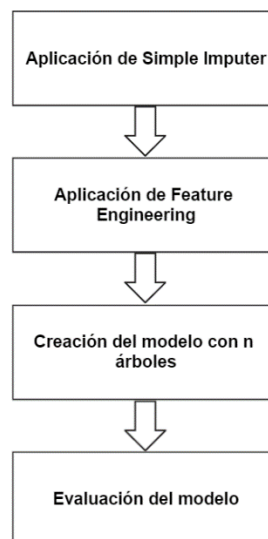 Aplicación de Simple Imputer
Aplicación de Feature
Engineering
Creación del modelo con n
árboles
Evaluación del modelo